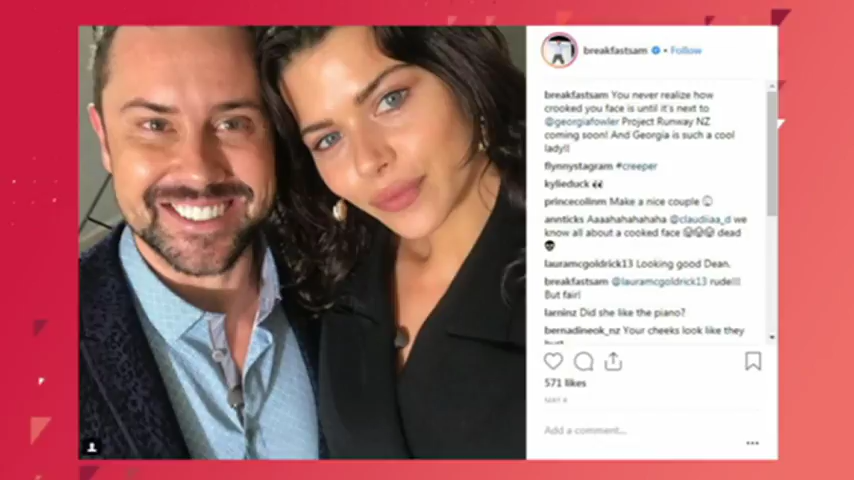 breakfastsam • Follow
breakfastsam You never realize how
crooked you face is until it's next to
@georgiafowler Project Runway NZ
coming soon! And Georgia is such a cool
lady!!
flynnystagram #creeper
kylieduck 👀
princecolinm Make a nice couple
annticks Aaaahahahahaha @claudiiaa_d we
know all about a cooked face dead
💀
lauramcgoldrick13 Looking good Dean.
breakfastsam @lauramcgoldrick13 rude!!!
But fair!
larninz Did she like the piano?
bernadineok_nz Your cheeks look like they
571 likes
MAY 4
Add a comment...